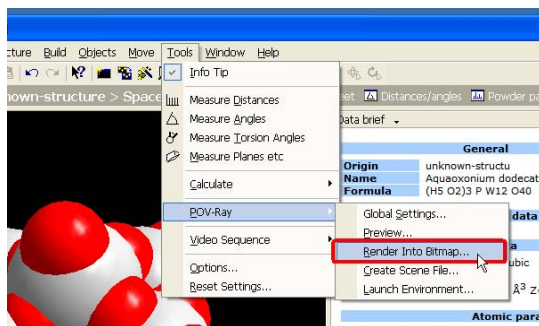 cture Build Objects Move Tools Window Help
nown-structure > Space
eet Distances/angles Powder pa
Info Tip
Measure Distances
Measure Angles
Measure Torsion Angles
Measure Planes etc
Calculate
POV-Ray
Video Sequence
Options...
Reset Settings...
Global Settings...
Preview...
Render Into Bitmap...
Create Scene File...
Launch Environment...
Data brief
General
Origin unknown-structu
Name Aquaoxonium dodecat
Formula (H5 O2)3 P W12 O40
data
a
ubic
Å3 Z
Atomic para